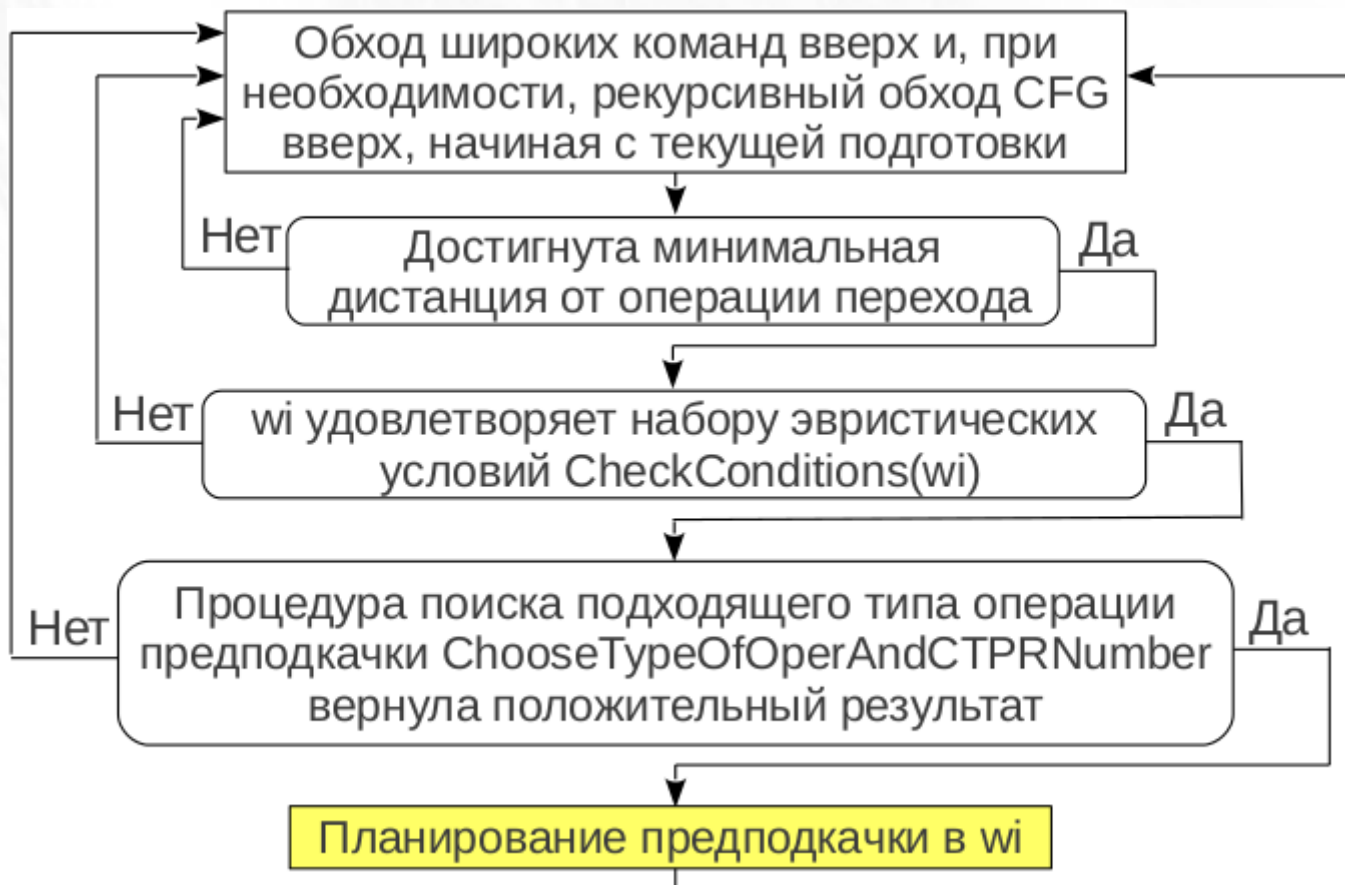 Обход широких команд вверх и, при
необходимости, рекурсивный обход CFG
вверх, начиная с текущей подготовки
Нет
Достигнута минимальная
дистанция от операции перехода
Да
Нет
wi удовлетворяет набору эвристических
условий CheckConditions(wi)
Да
Нет
Процедура поиска подходящего типа операции
предподкачки ChooseTypeOfOperAndCTPRNumber
вернула положительный результат
Да
Планирование предподкачки в wi